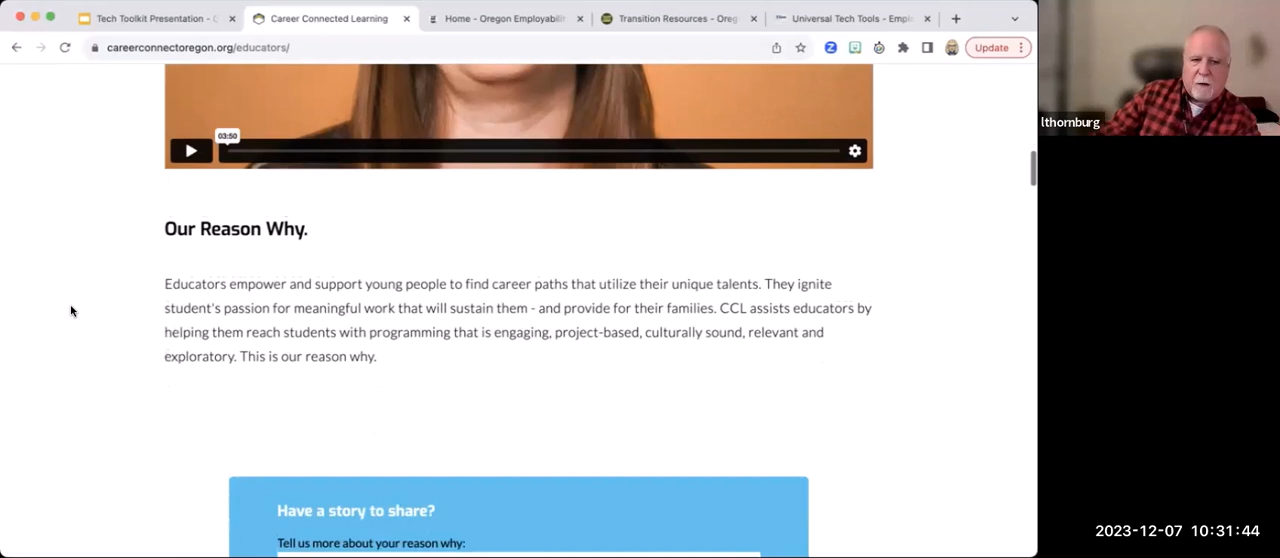 Tech Toolkit Presentation - 
Career Connected Learning
Home - Oregon Employabili
Transition Resources - Oreg
Universal Tech Tools - Empl
careerconnectoregon.org/educators/
Update
lthornburg
03:50
Our Reason Why.
Educators empower and support young people to find career paths that utilize their unique talents. They ignite
student's passion for meaningful work that will sustain them - and provide for their families. CCL assists educators by
helping them reach students with programming that is engaging, project-based, culturally sound, relevant and
exploratory. This is our reason why.
Have a story to share?
Tell us more about your reason why:
2023-12-07 10:31:44